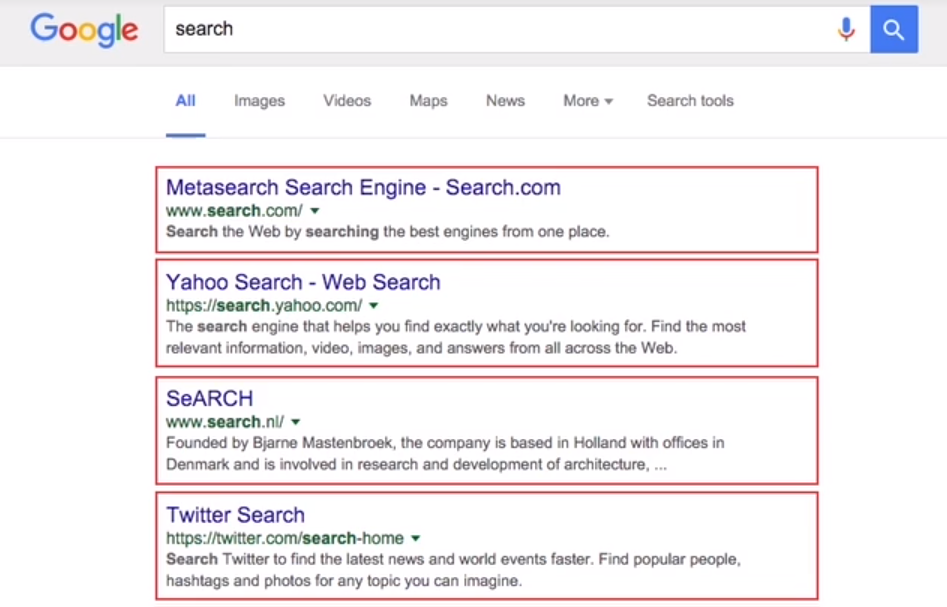 Google search
All Images Videos Maps News More Search tools
Metasearch Search Engine - Search.com
www.search.com/
Search the Web by searching the best engines from one place.
Yahoo Search - Web Search
https://search.yahoo.com/
The search engine that helps you find exactly what you're looking for. Find the most
relevant information, video, images, and answers from all across the Web.
SeARCH
www.search.nl/
Founded by Bjarne Mastenbroek, the company is based in Holland with offices in
Denmark and is involved in research and development of architecture, ...
Twitter Search
https://twitter.com/search-home
Search Twitter to find the latest news and world events faster. Find popular people,
hashtags and photos for any topic you can imagine.